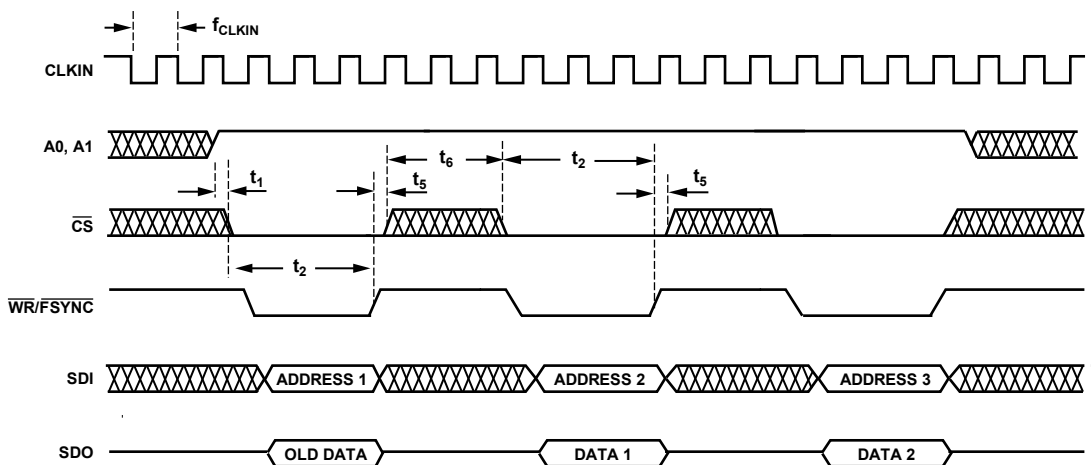 fCLKIN
CLKIN
A0, A1
t6
t2
t1
t5
t5
CS
t2
WR/FSYNC
SDI
ADDRESS 1
ADDRESS 2
ADDRESS 3
SDO
OLD DATA
DATA 1
DATA 2